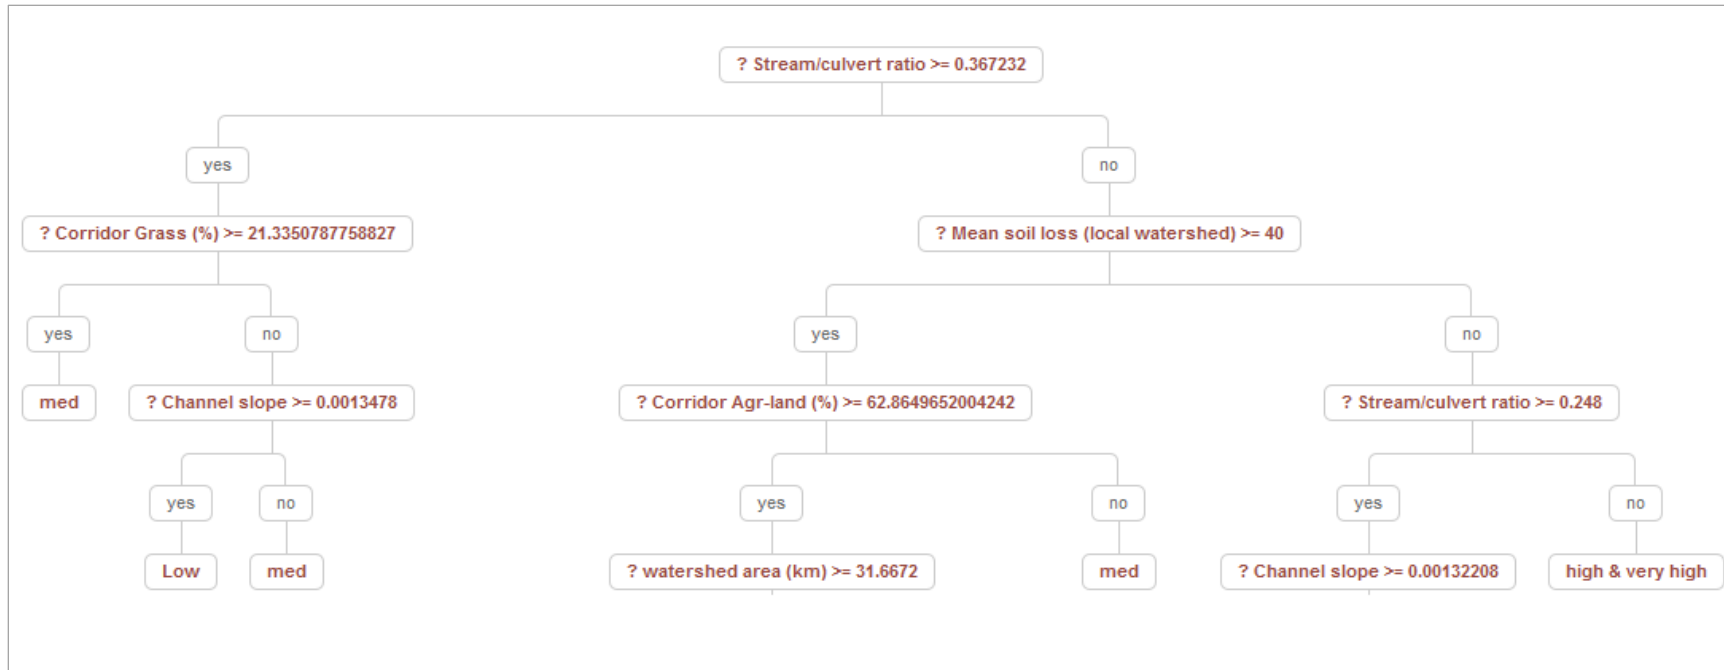 ? Stream/culvert ratio >= 0.367232
yes
no
? Corridor Grass (%) >= 21.3350787758827
? Mean soil loss (local watershed) >= 40
yes
no
yes
no
med
? Channel slope >= 0.0013478
? Corridor Agr-land (%) >= 62.8649652004242
? Stream/culvert ratio >= 0.248
yes
no
yes
no
yes
no
Low
med
? watershed area (km) >= 31.6672
med
? Channel slope >= 0.00132208
high & very high